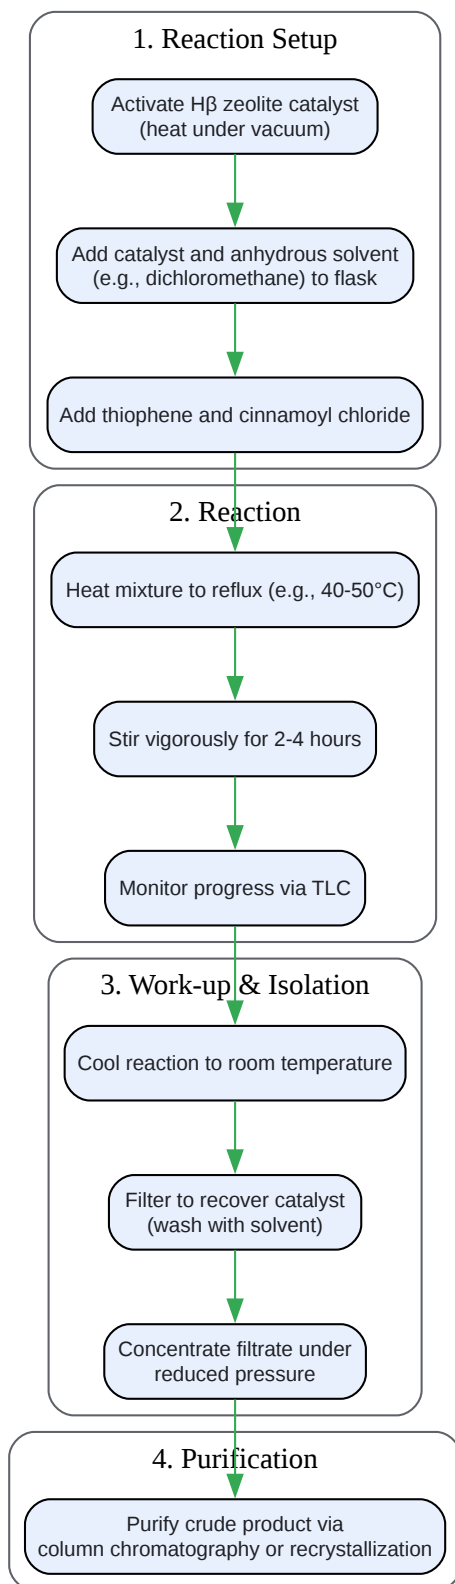 1. Reaction Setup
Activate Hβ zeolite catalyst
(heat under vacuum)
Add catalyst and anhydrous solvent
(e.g., dichloromethane) to flask
Add thiophene and cinnamoyl chloride
2. Reaction
Heat mixture to reflux (e.g., 40-50°C)
Stir vigorously for 2-4 hours
Monitor progress via TLC
3. Work-up & Isolation
Cool reaction to room temperature
Filter to recover catalyst
(wash with solvent)
Concentrate filtrate under
reduced pressure
4. Purification
Purify crude product via
column chromatography or recrystallization